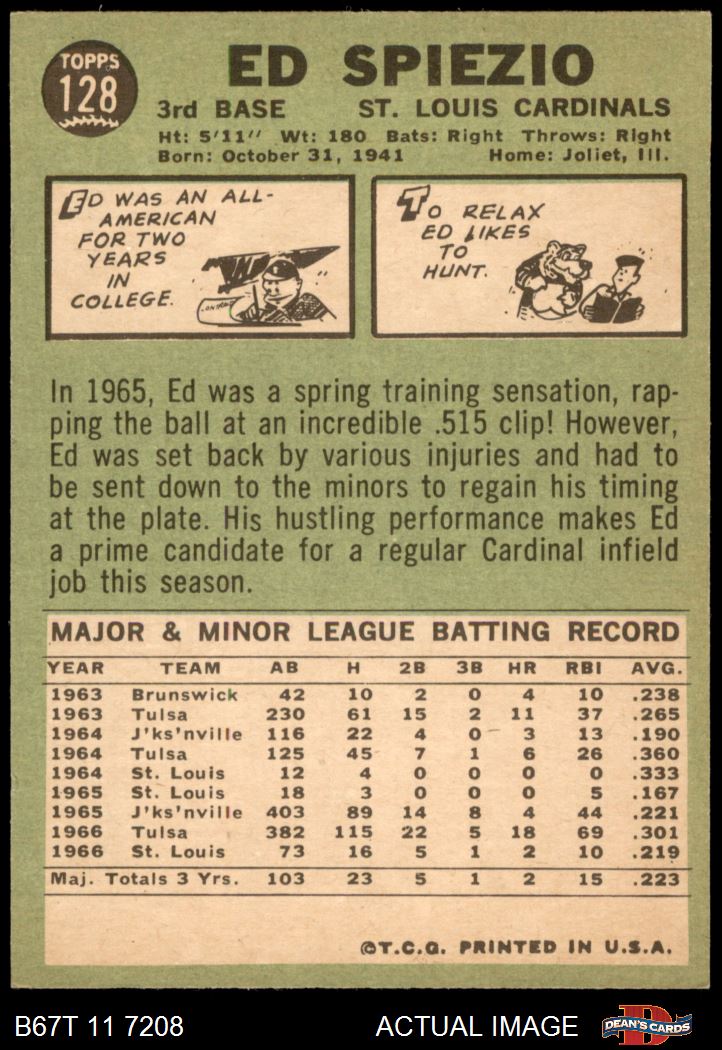 TOPPS
128
ED SPIEZIO
3rd BASE ST. LOUIS CARDINALS
Ht: 5'11" Wt: 180 Bats: Right Throws: Right
Born: October 31, 1941 Home: Joliet, Ill.
ED WAS AN ALL-
AMERICAN
FOR TWO
YEARS
IN
COLLEGE.
TO RELAX
ED LIKES
TO
HUNT.
In 1965, Ed was a spring training sensation, rap-
ping the ball at an incredible .515 clip! However,
Ed was set back by various injuries and had to
be sent down to the minors to regain his timing
at the plate. His hustling performance makes Ed
a prime candidate for a regular Cardinal infield
job this season.
MAJOR & MINOR LEAGUE BATTING RECORD
YEAR TEAM AB H 2B 3B HR RBI AVG.
1963 Brunswick 42 10 2 0 4 10 .238
1963 Tulsa 230 61 15 2 11 37 .265
1964 J'ks'nville 116 22 4 0 3 13 .190
1964 Tulsa 125 45 7 1 6 26 .360
1964 St. Louis 12 4 0 0 0 0 .333
1965 St. Louis 18 3 0 0 0 5 .167
1965 J'ks'nville 403 89 14 8 4 44 .221
1966 Tulsa 382 115 22 5 18 69 .301
1966 St. Louis 73 16 5 1 2 10 .219
Maj. Totals 3 Yrs. 103 23 5 1 2 15 .223
©T.C.G. PRINTED IN U.S.A.
B67T 11 7208 ACTUAL IMAGE
D
DEAN'S CARDS